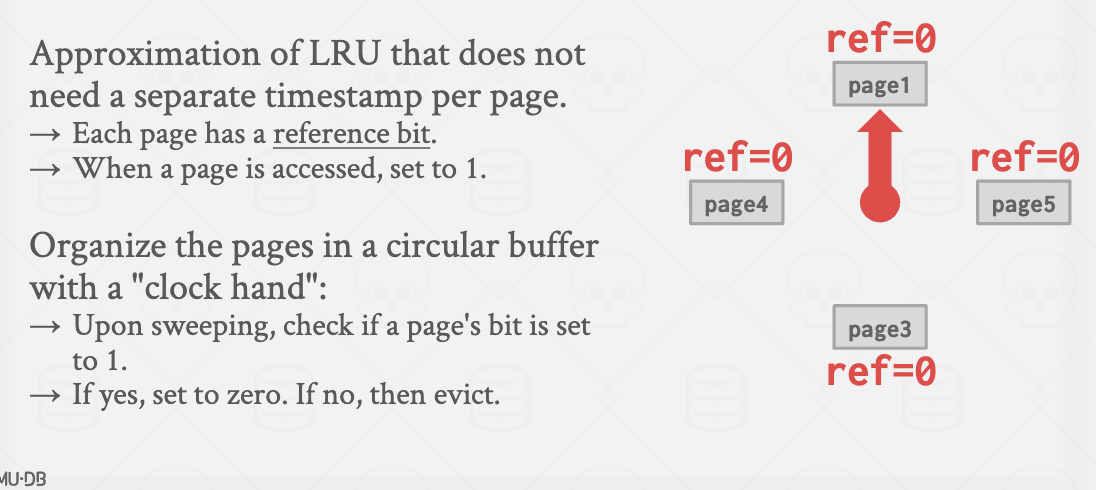 Approximation of LRU that does not
need a separate timestamp per page.
→ Each page has a reference bit.
→ When a page is accessed, set to 1.
Organize the pages in a circular buffer
with a "clock hand":
→ Upon sweeping, check if a page's bit is set
to 1.
→ If yes, set to zero. If no, then evict.
ref=0
page1
ref=0
page4
ref=0
page5
page3
ref=0
MU·DB